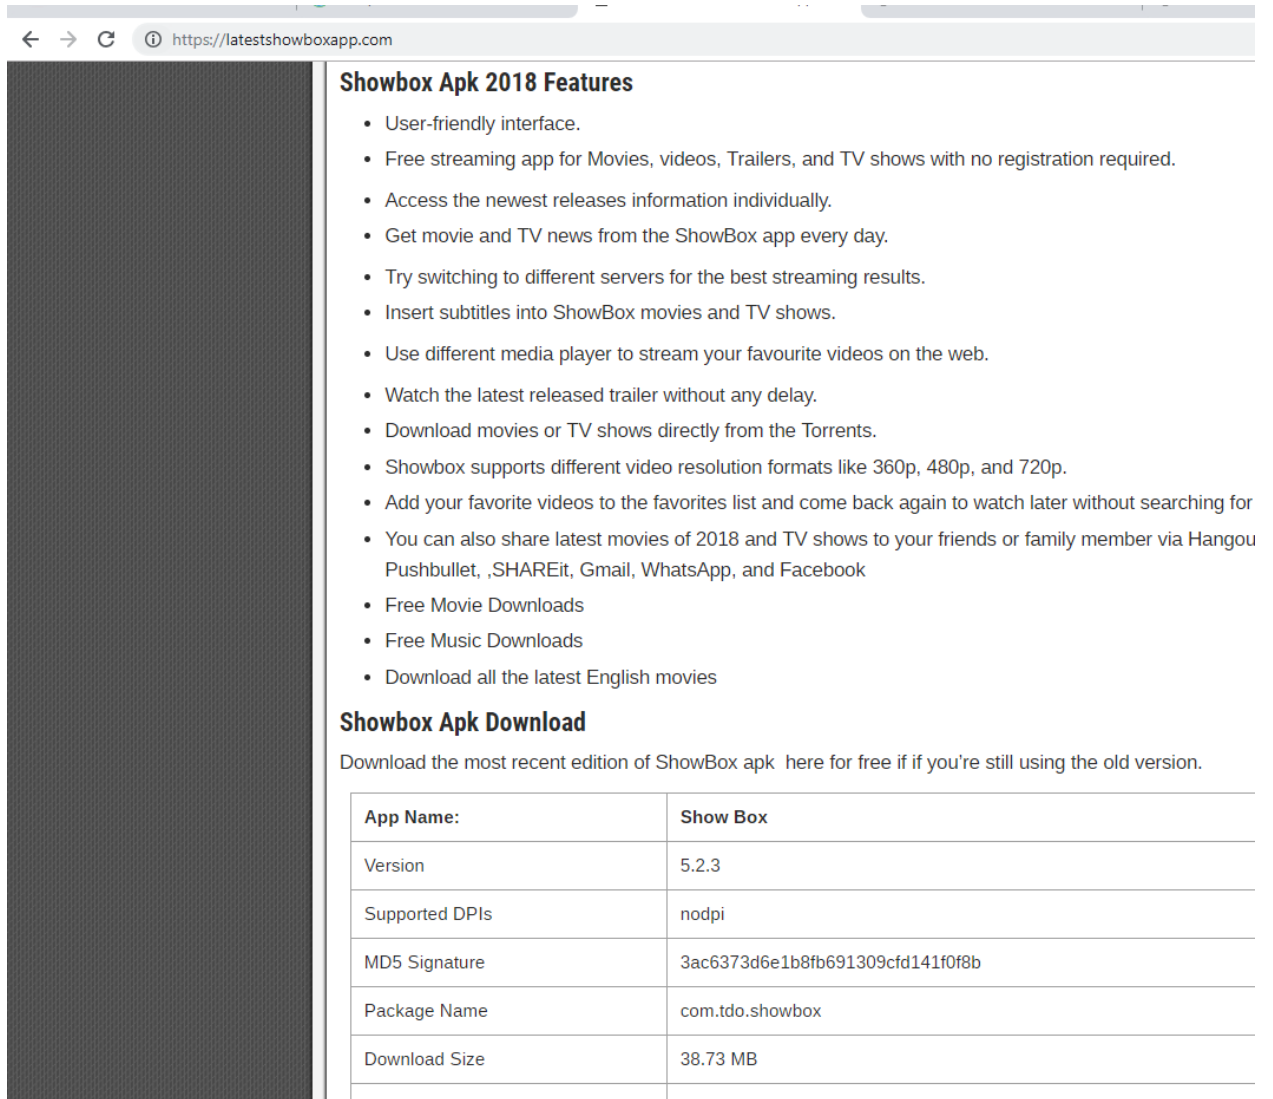 https://latestshowboxapp.com
Showbox Apk 2018 Features
User-friendly interface.
Free streaming app for Movies, videos, Trailers, and TV shows with no registration required.
Access the newest releases information individually.
Get movie and TV news from the ShowBox app every day.
Try switching to different servers for the best streaming results.
Insert subtitles into ShowBox movies and TV shows.
Use different media player to stream your favourite videos on the web.
Watch the latest released trailer without any delay.
Download movies or TV shows directly from the Torrents.
Showbox supports different video resolution formats like 360p, 480p, and 720p.
Add your favorite videos to the favorites list and come back again to watch later without searching for
You can also share latest movies of 2018 and TV shows to your friends or family member via Hangou
Pushbullet, ,SHAREit, Gmail, WhatsApp, and Facebook
Free Movie Downloads
Free Music Downloads
Download all the latest English movies
Showbox Apk Download
Download the most recent edition of ShowBox apk  here for free if if you're still using the old version.
App Name: Show Box
Version 5.2.3
Supported DPIs nodpi
MD5 Signature 3ac6373d6e1b8fb691309cfd141f0f8b
Package Name com.tdo.showbox
Download Size 38.73 MB